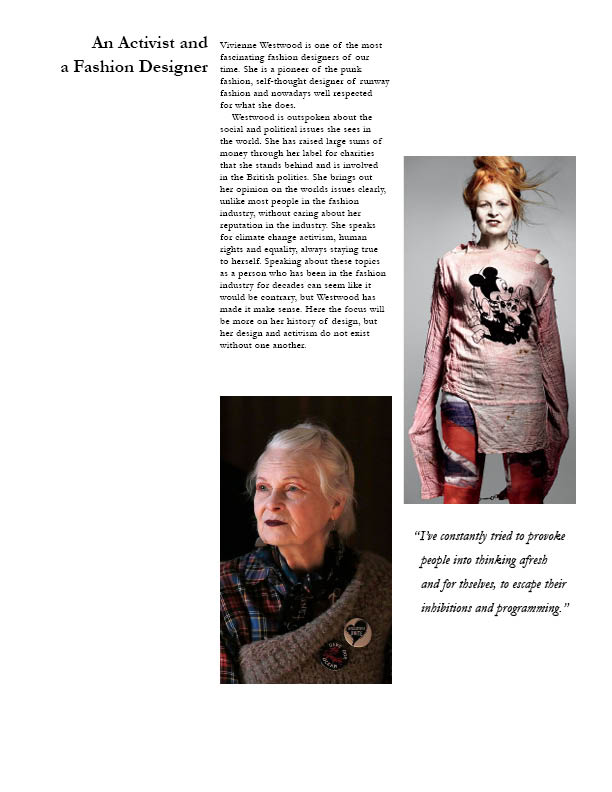 An Activist and
a Fashion Designer
Vivienne Westwood is one of the most
fascinating fashion designers of our
time. She is a pioneer of the punk
fashion, self-thought designer of runway
fashion and nowadays well respected
for what she does.
Westwood is outspoken about the
social and political issues she sees in
the world. She has raised large sums of
money through her label for charities
that she stands behind and is involved
in the British politics. She brings out
her opinion on the worlds issues clearly,
unlike most people in the fashion
industry, without caring about her
reputation in the industry. She speaks
for climate change activism, human
rights and equality, always staying true
to herself. Speaking about these topics
as a person who has been in the fashion
industry for decades can seem like it
would be contrary, but Westwood has
made it make sense. Here the focus will
be more on her history of design, but
her design and activism do not exist
without one another.
“I’ve constantly tried to provoke
people into thinking afresh
and for thselves, to escape their
inhibitions and programming.”